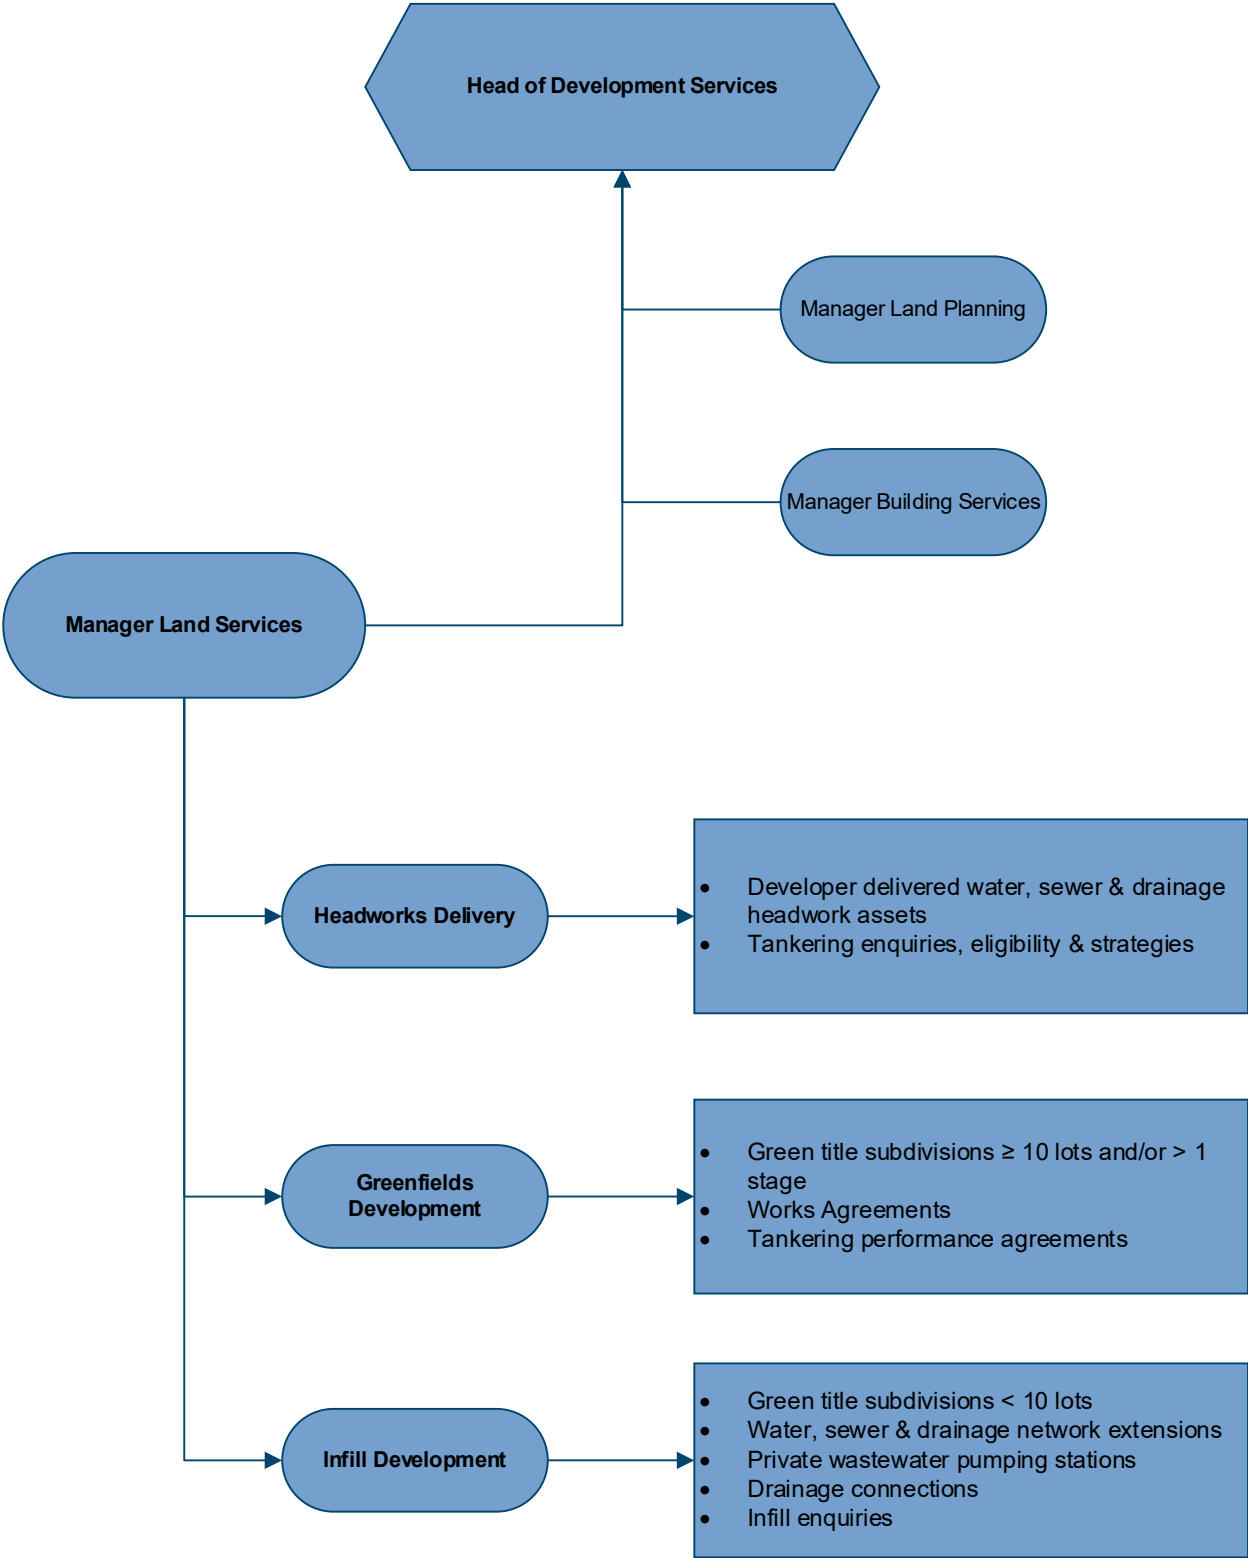 Head of Development Services
Manager Land Planning
Manager Building Services
Manager Land Services
Headworks Delivery
• Developer delivered water, sewer & drainage
headwork assets
• Tankering enquiries, eligibility & strategies
Greenfields
Development
• Green title subdivisions ≥ 10 lots and/or > 1
stage
• Works Agreements
• Tankering performance agreements
Infill Development
• Green title subdivisions < 10 lots
• Water, sewer & drainage network extensions
• Private wastewater pumping stations
• Drainage connections
• Infill enquiries